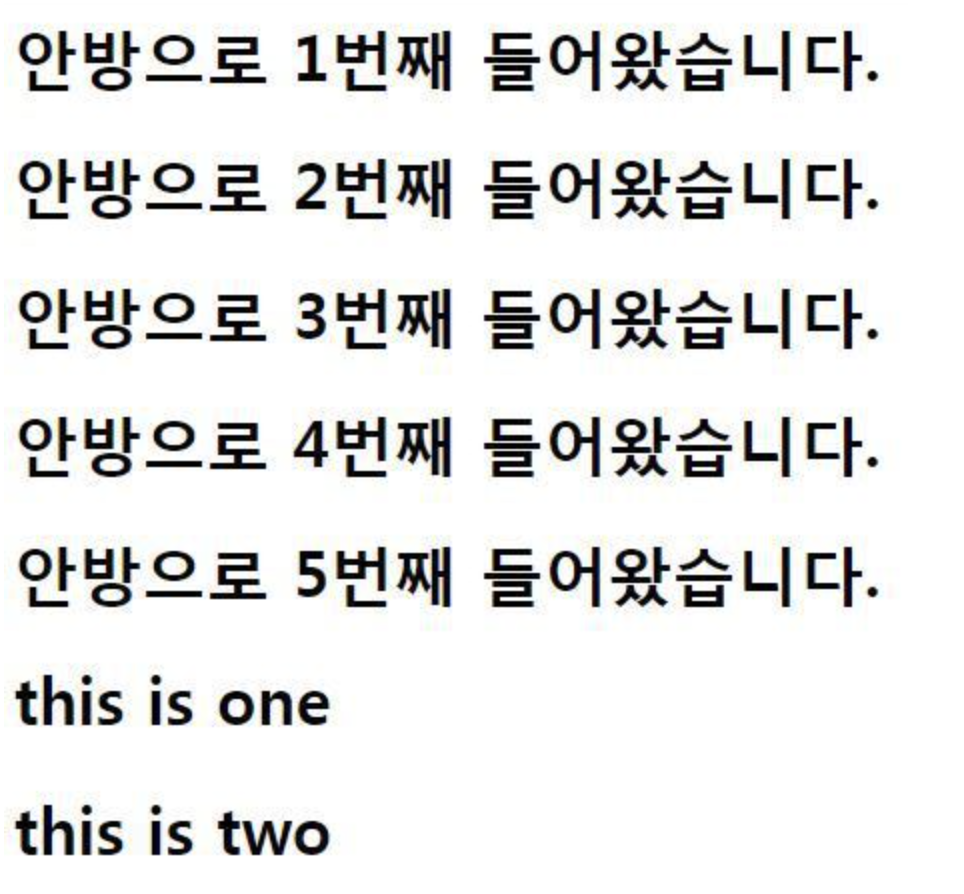 안방으로 1번째 들어왔습니다.
안방으로 2번째 들어왔습니다.
안방으로 3번째 들어왔습니다.
안방으로 4번째 들어왔습니다.
안방으로 5번째 들어왔습니다.
this is one
this is two